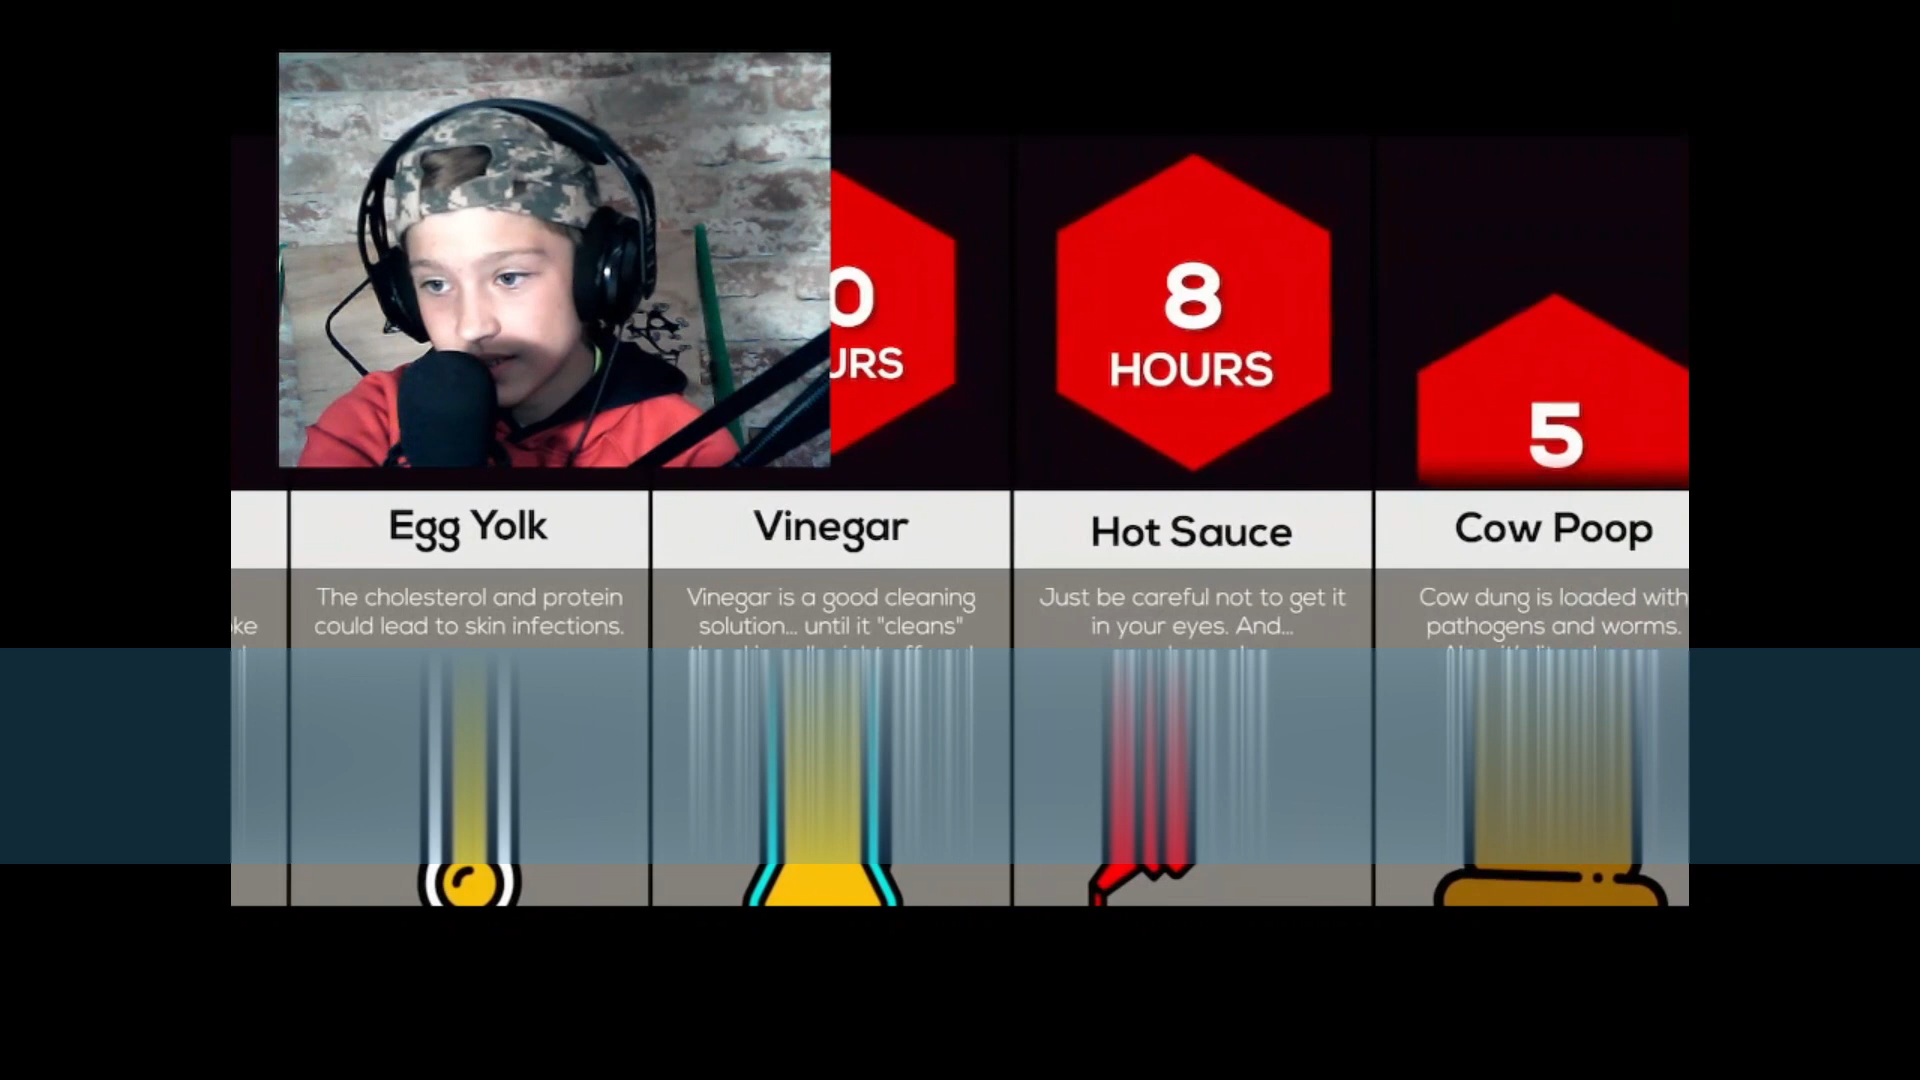 0
URS
8
HOURS
5
Egg Yolk
Vinegar
Hot Sauce
Cow Poop
ke
The cholesterol and protein
could lead to skin infections.
Vinegar is a good cleaning
solution... until it "cleans"
Just be careful not to get it
in your eyes. And...
Cow dung is loaded with
pathogens and worms.